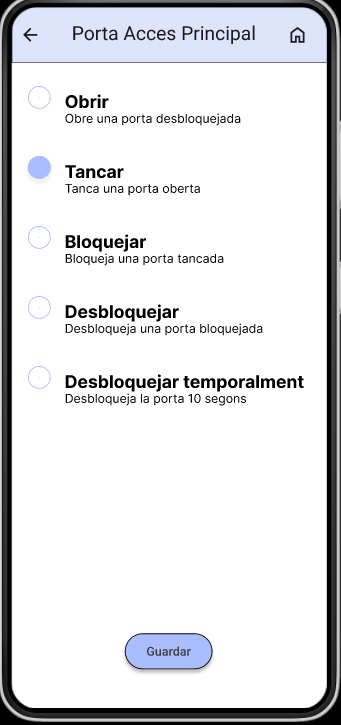 Porta Acces Principal
Obrir
Obre una porta desbloquejada
Tancar
Tanca una porta oberta
Bloquejar
Bloqueja una porta tancada
Desbloquejar
Desbloqueja una porta bloquejada
Desbloquejar temporalment
Desbloqueja la porta 10 segons
Guardar